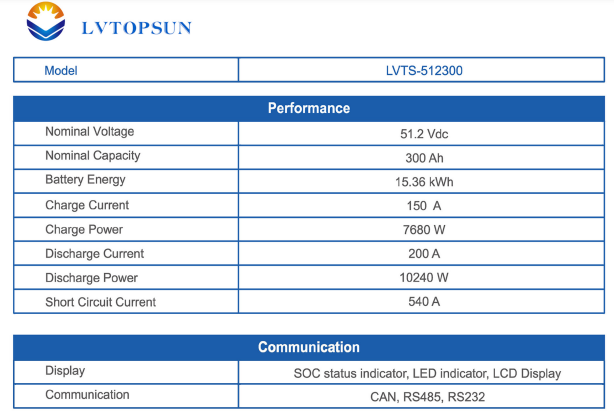 LVTOPSUN
Model LVTS-512300
Performance
Nominal Voltage 51.2 Vdc
Nominal Capacity 300 Ah
Battery Energy 15.36 kWh
Charge Current 150 A
Charge Power 7680 W
Discharge Current 200 A
Discharge Power 10240 W
Short Circuit Current 540 A
Communication
Display SOC status indicator, LED indicator, LCD Display
Communication CAN, RS485, RS232